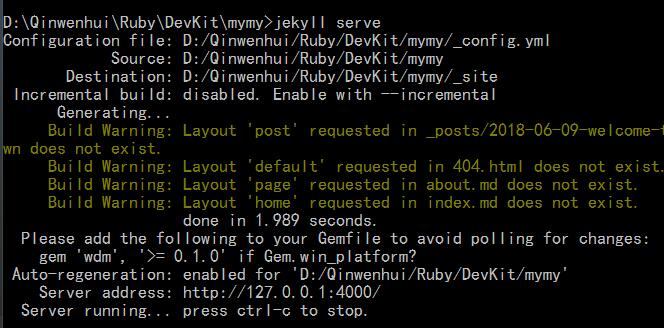 D:\Qinwenhui\Ruby\DevKit\mymy>jekyll serve
Configuration file: D:/Qinwenhui/Ruby/DevKit/mymy/_config.yml
Source: D:/Qinwenhui/Ruby/DevKit/mymy
Destination: D:/Qinwenhui/Ruby/DevKit/mymy/_site
Incremental build: disabled. Enable with --incremental
Generating...
Build Warning: Layout 'post' requested in _posts/2018-06-09-welcome-t
wn does not exist.
Build Warning: Layout 'default' requested in 404.html does not exist.
Build Warning: Layout 'page' requested in about.md does not exist.
Build Warning: Layout 'home' requested in index.md does not exist.
done in 1.989 seconds.
Please add the following to your Gemfile to avoid polling for changes:
gem 'wdm', '>= 0.1.0' if Gem.win_platform?
Auto-regeneration: enabled for 'D:/Qinwenhui/Ruby/DevKit/mymy'
Server address: http://127.0.0.1:4000/
Server running... press ctrl-c to stop.